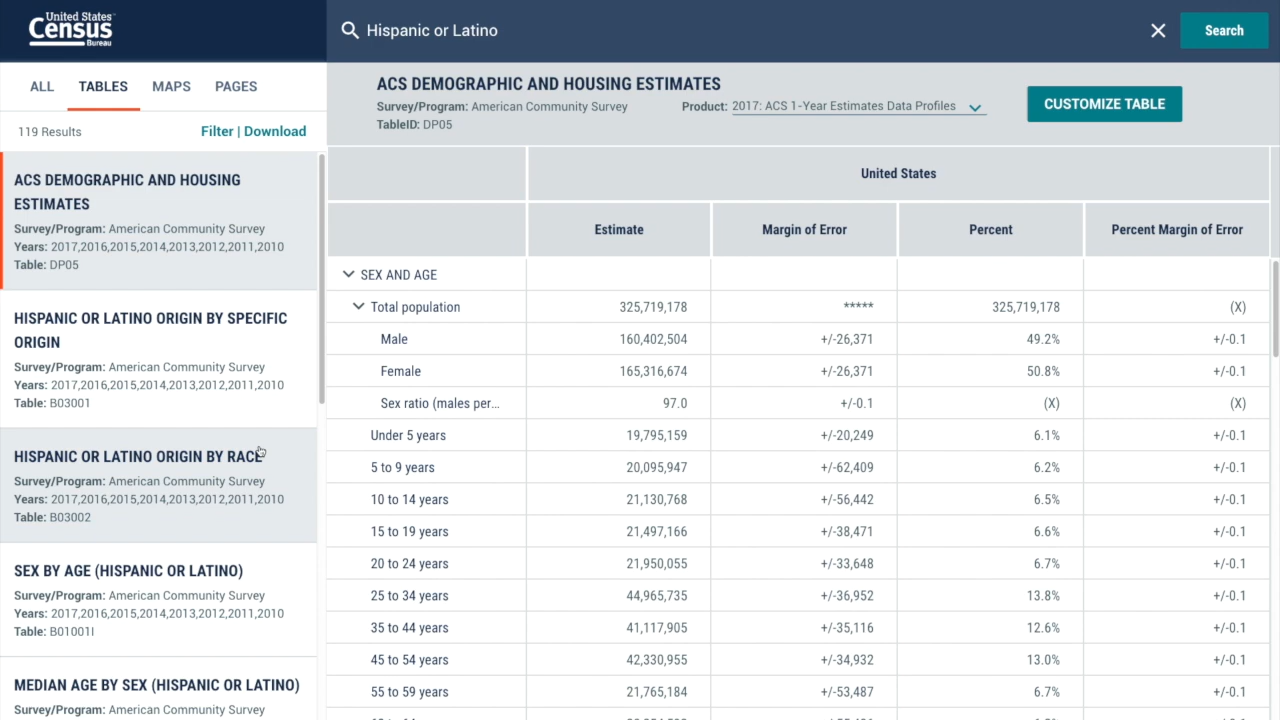 United States
Census
Bureau
Hispanic or Latino
Search
ALL TABLES MAPS PAGES
119 Results Filter | Download
ACS DEMOGRAPHIC AND HOUSING
ESTIMATES
Survey/Program: American Community Survey
Years: 2017,2016,2015,2014,2013,2012,2011,2010
Table: DP05
HISPANIC OR LATINO ORIGIN BY SPECIFIC
ORIGIN
Survey/Program: American Community Survey
Years: 2017,2016,2015,2014,2013,2012,2011,2010
Table: B03001
HISPANIC OR LATINO ORIGIN BY RACE
Survey/Program: American Community Survey
Years: 2017,2016,2015,2014,2013,2012,2011,2010
Table: B03002
SEX BY AGE (HISPANIC OR LATINO)
Survey/Program: American Community Survey
Years: 2017,2016,2015,2014,2013,2012,2011,2010
Table: B01001I
MEDIAN AGE BY SEX (HISPANIC OR LATINO)
Survey/Program: American Community Survey
ACS DEMOGRAPHIC AND HOUSING ESTIMATES
Survey/Program: American Community Survey Product: 2017: ACS 1-Year Estimates Data Profiles
TableID: DP05
CUSTOMIZE TABLE
United States
Estimate Margin of Error Percent Percent Margin of Error
SEX AND AGE
Total population 325,719,178 ***** 325,719,178 (X)
Male 160,402,504 +/-26,371 49.2% +/-0.1
Female 165,316,674 +/-26,371 50.8% +/-0.1
Sex ratio (males per... 97.0 +/-0.1 (X) (X)
Under 5 years 19,795,159 +/-20,249 6.1% +/-0.1
5 to 9 years 20,095,947 +/-62,409 6.2% +/-0.1
10 to 14 years 21,130,768 +/-56,442 6.5% +/-0.1
15 to 19 years 21,497,166 +/-38,471 6.6% +/-0.1
20 to 24 years 21,950,055 +/-33,648 6.7% +/-0.1
25 to 34 years 44,965,735 +/-36,952 13.8% +/-0.1
35 to 44 years 41,117,905 +/-35,116 12.6% +/-0.1
45 to 54 years 42,330,955 +/-34,932 13.0% +/-0.1
55 to 59 years 21,765,184 +/-53,487 6.7% +/-0.1